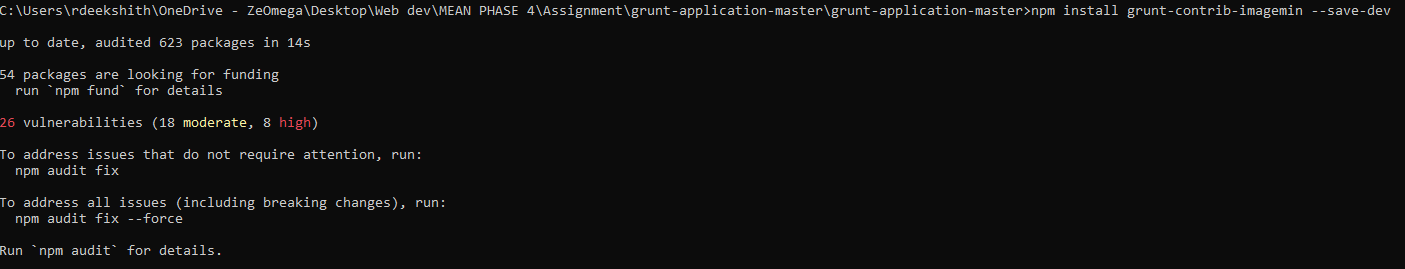 C:\Users\rdeekshith\OneDrive - ZeOmega\Desktop\Web dev\MEAN PHASE 4\Assignment\grunt-application-master\grunt-application-master>npm install grunt-contrib-imagemin --save-dev
up to date, audited 623 packages in 14s
54 packages are looking for funding
run `npm fund` for details
26 vulnerabilities (18 moderate, 8 high)
To address issues that do not require attention, run:
npm audit fix
To address all issues (including breaking changes), run:
npm audit fix --force
Run `npm audit` for details.